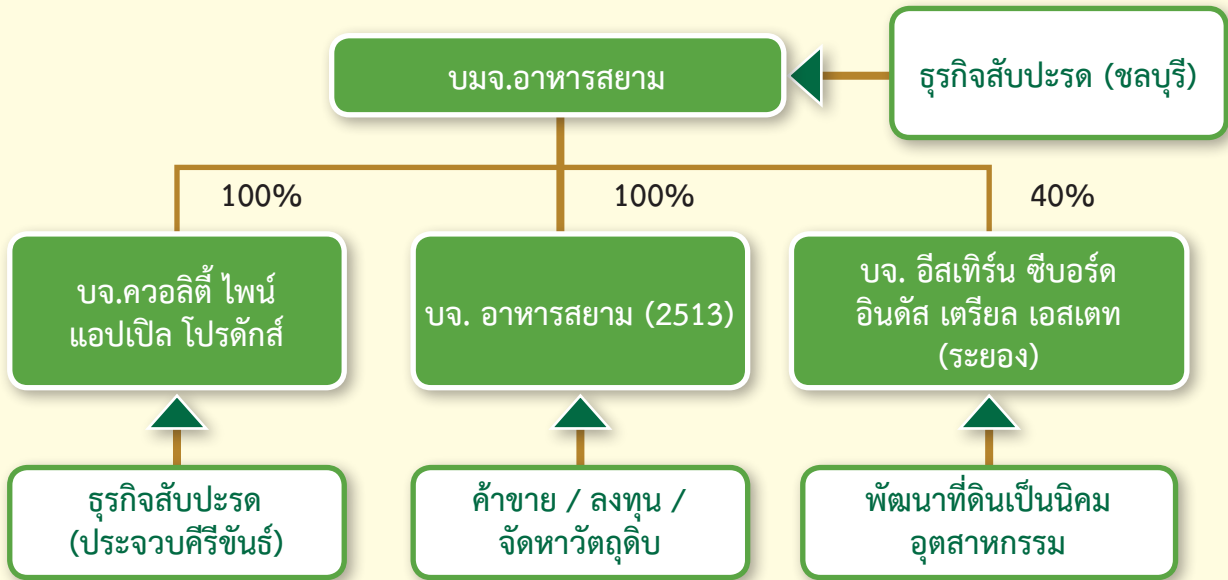 บมจ.อาหารสยาม
ธุรกิจสับปะรด (ชลบุรี)
100%
100%
40%
บจ.ควอลิตี้ ไพน์
แอปเปิล โปรดักส์
บจ. อาหารสยาม (2513)
บจ. อีสเทิร์น ซีบอร์ด
อินดัส เตรียล เอสเตท
(ระยอง)
ธุรกิจสับปะรด
(ประจวบคีรีขันธ์)
ค้าขาย / ลงทุน /
จัดหาวัตถุดิบ
พัฒนาที่ดินเป็นนิคม
อุตสาหกรรม